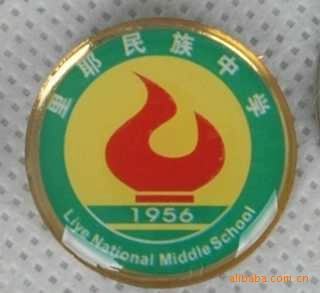 里耶民族中学
1956
Liye National Middle School
alibaba.com.cn